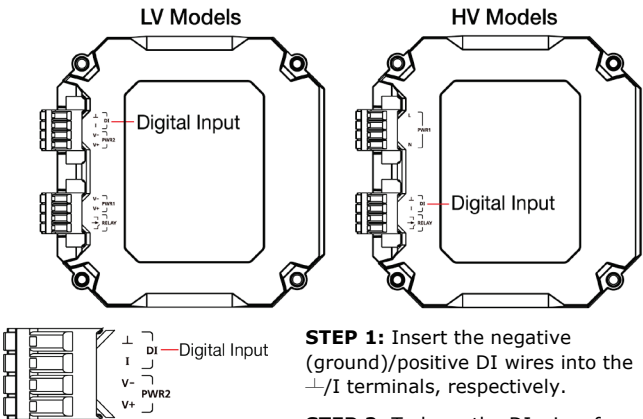 LV Models
HV Models
⊥
I
DI
Digital Input
V-
V+
PWR2
V-
V+
PWR1
RELAY
L
N
PWR1
⊥
I
DI
Digital Input
RELAY
⊥
I
DI
Digital Input
V-
V+
PWR2
STEP 1: Insert the negative
(ground)/positive DI wires into the
⊥/I terminals, respectively.